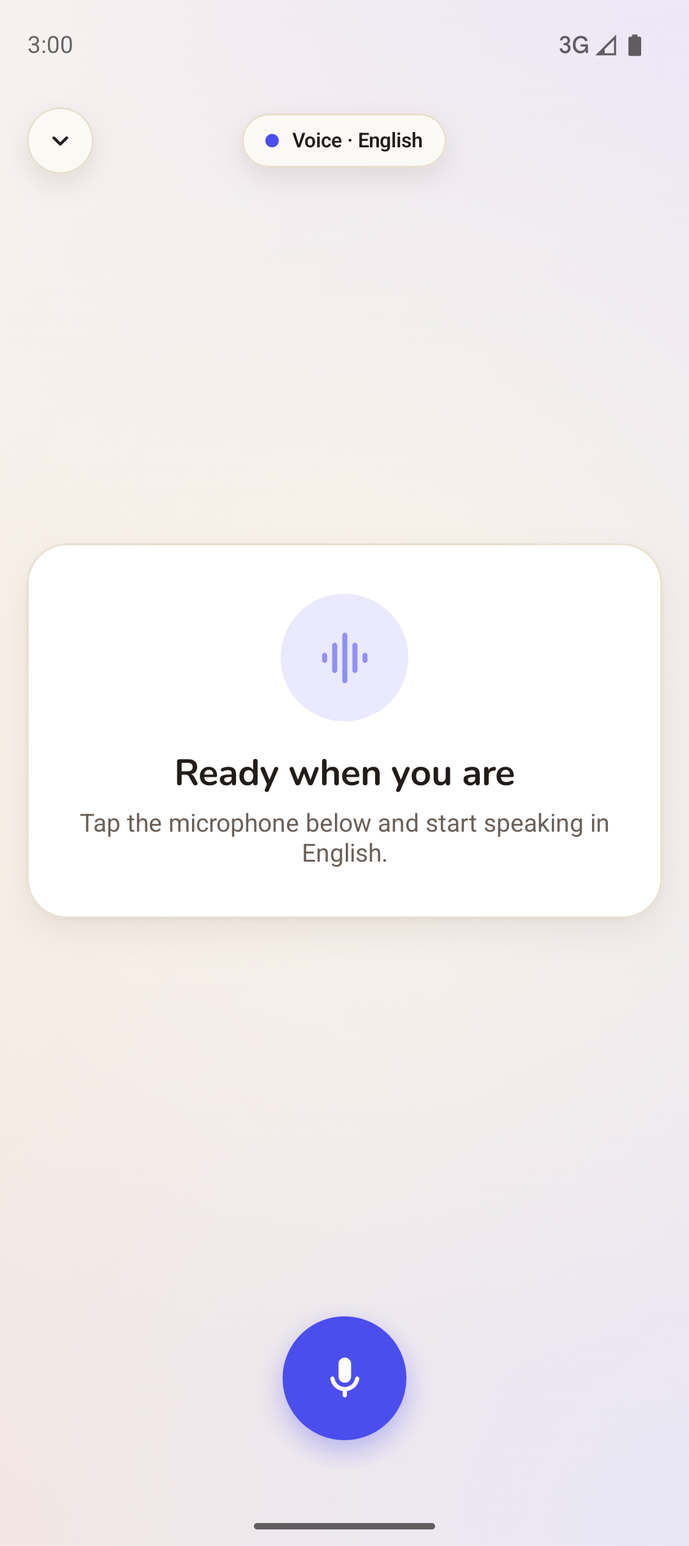 3:00
3G
Voice · English
Ready when you are
Tap the microphone below and start speaking in
English.